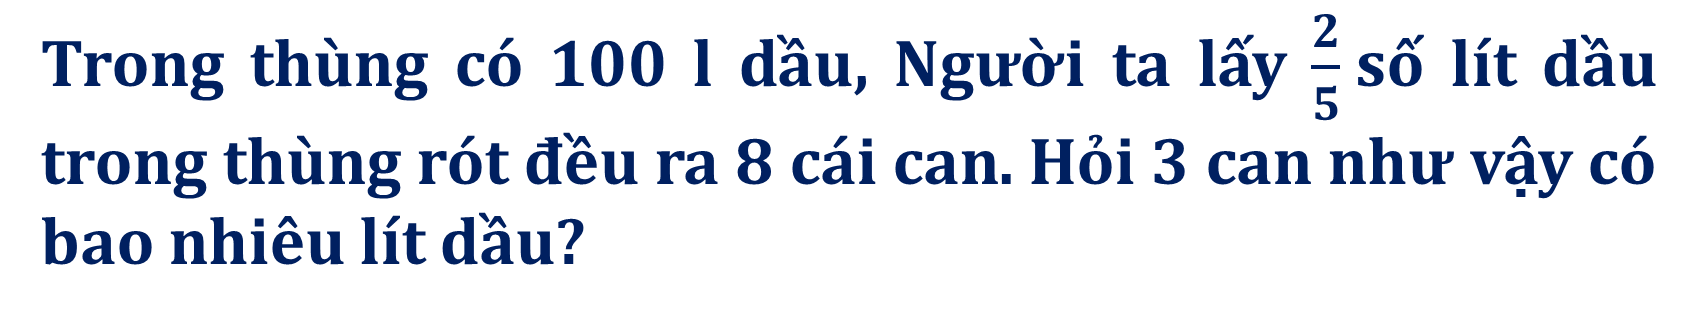 Trong thùng có 100 l dầu, Người ta lấy 2/5 số lít dầu
trong thùng rót đều ra 8 cái can. Hỏi 3 can như vậy có
bao nhiêu lít dầu?